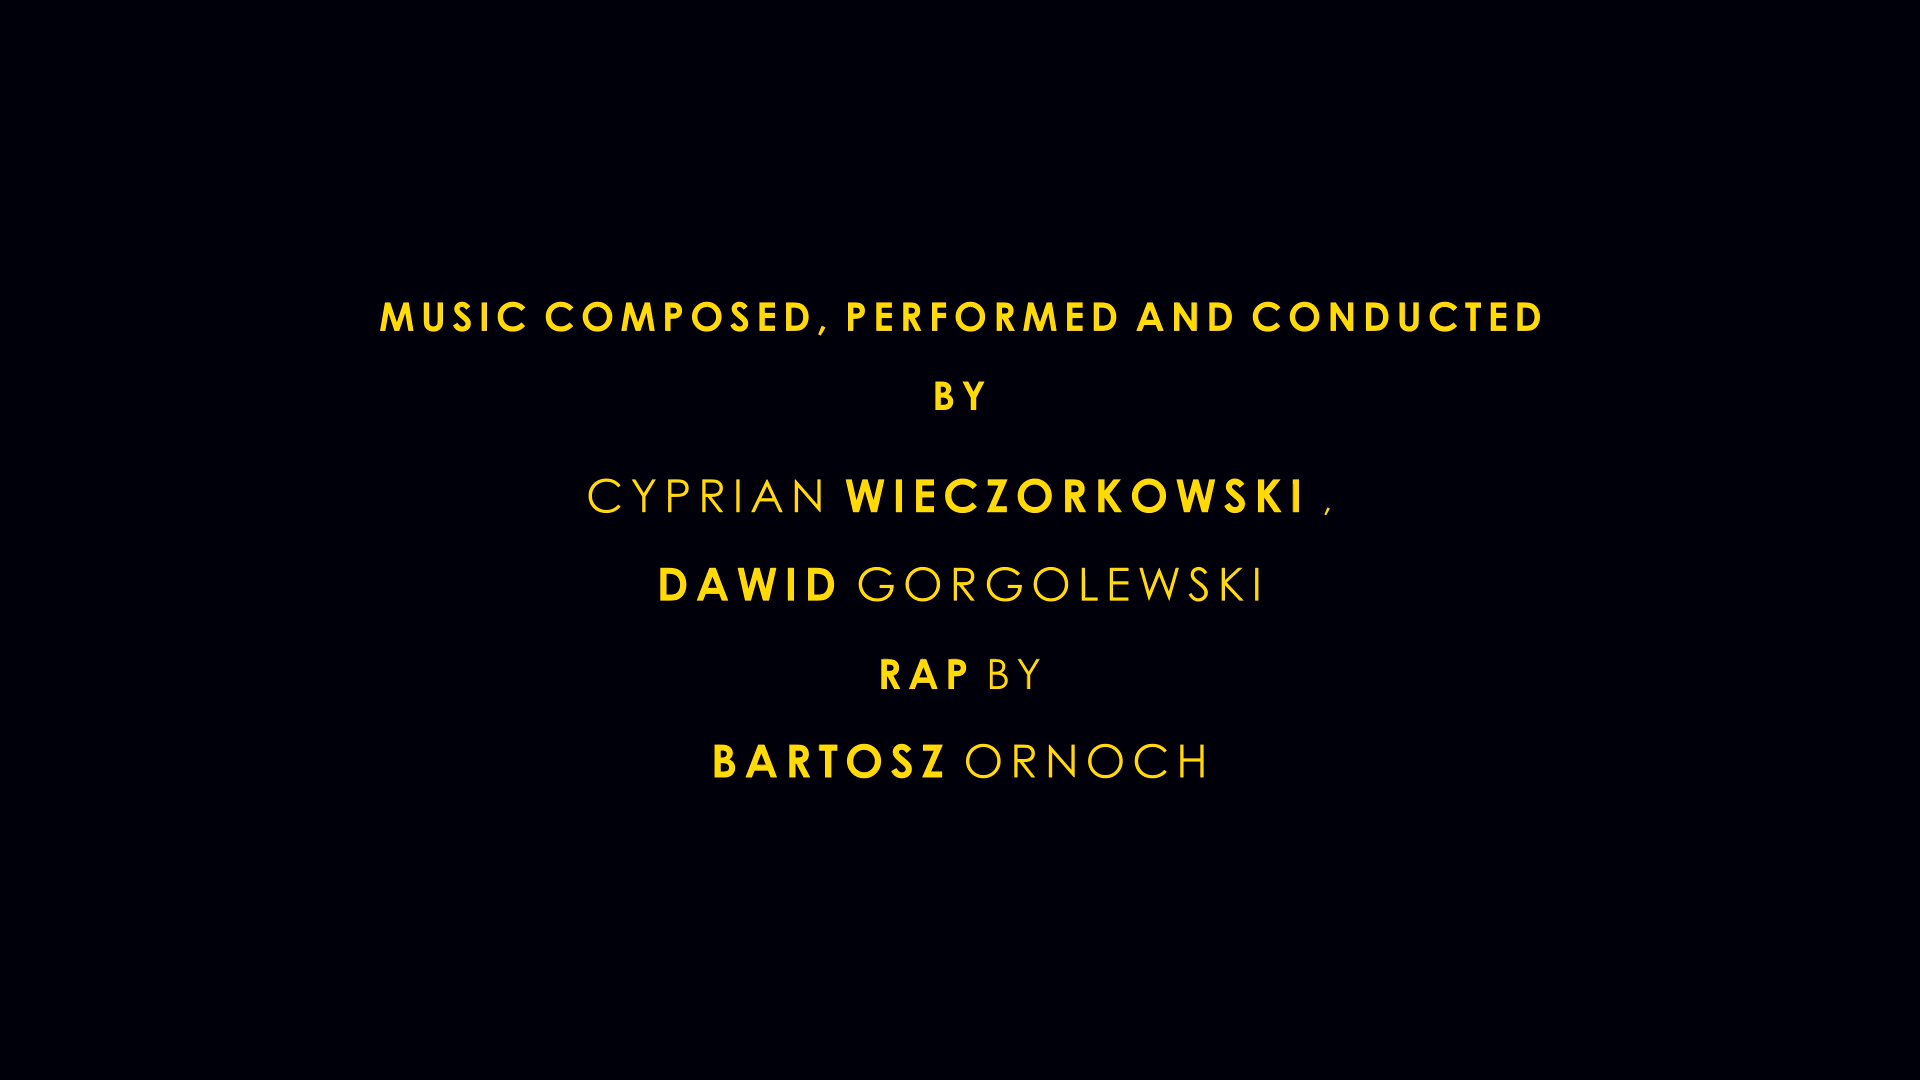 MUSIC COMPOSED, PERFORMED AND CONDUCTED
BY
CYPRIAN WIECZORKOWSKI ,
DAWID GORGOLEWSKI
RAP BY
BARTOSZ ORNOCH